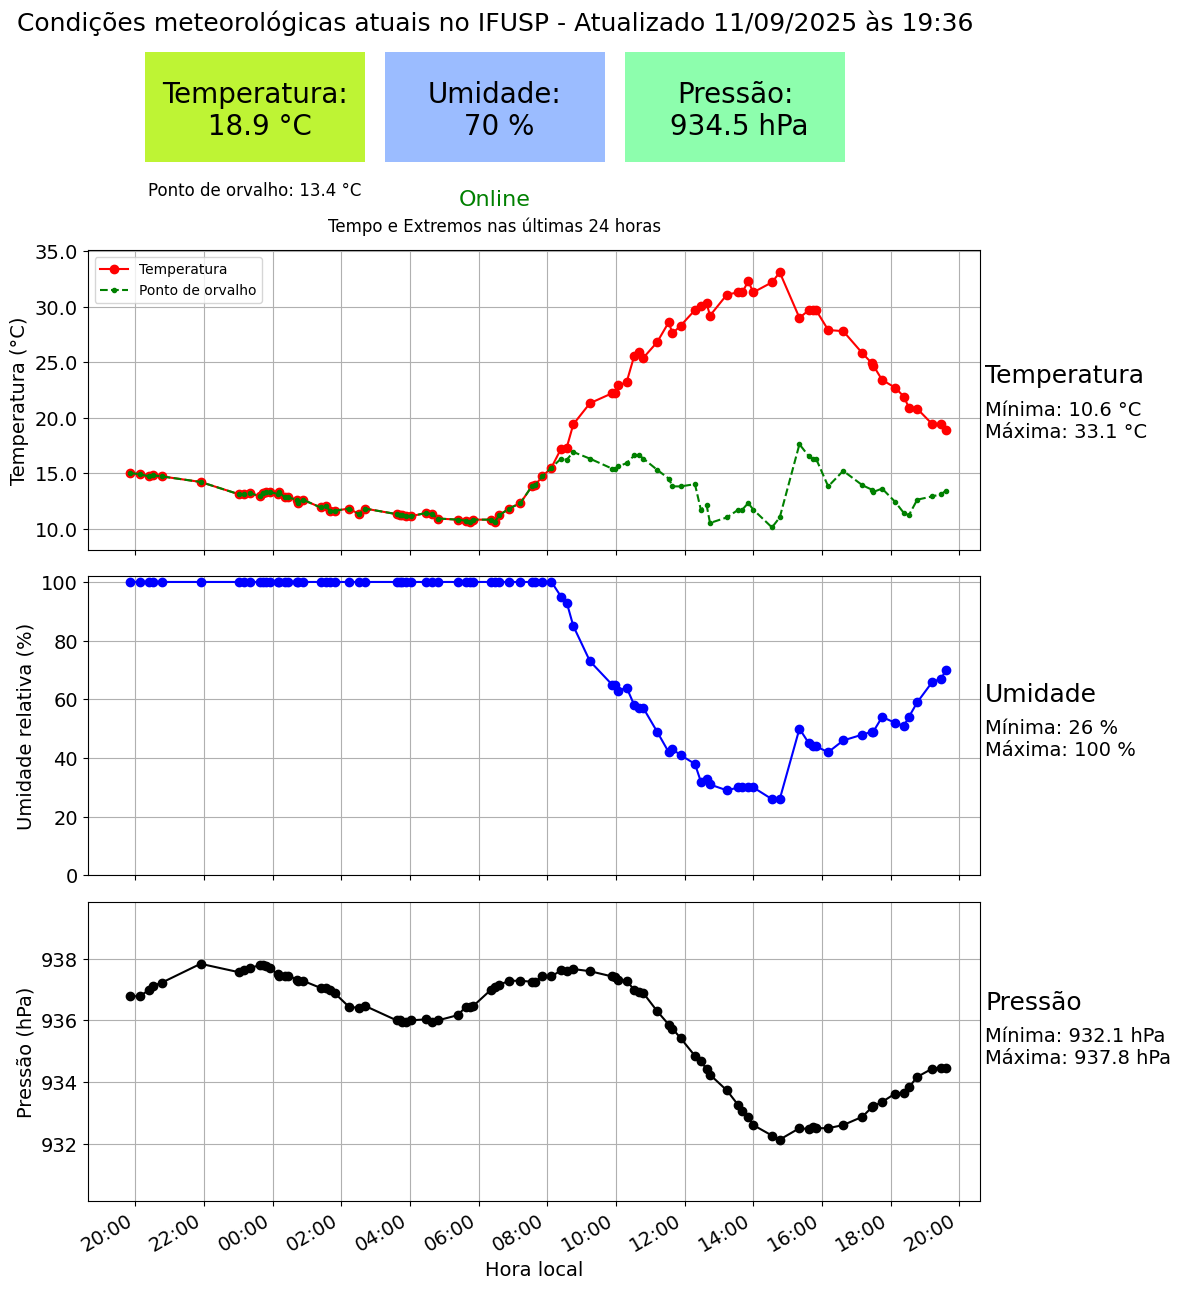 Condições meteorológicas atuais no IFUSP - Atualizado 11/09/2025 às 19:36
Temperatura:
18.9 °C
Umidade:
70 %
Pressão:
934.5 hPa
Ponto de orvalho: 13.4 °C
Online
Tempo e Extremos nas últimas 24 horas
Temperatura (°C)
35.0
30.0
25.0
20.0
15.0
10.0
Temperatura
Ponto de orvalho
Temperatura
Mínima: 10.6 °C
Máxima: 33.1 °C
Umidade relativa (%)
100
80
60
40
20
0
Umidade
Mínima: 26 %
Máxima: 100 %
Pressão (hPa)
938
936
934
932
Pressão
Mínima: 932.1 hPa
Máxima: 937.8 hPa
20:00 22:00 00:00 02:00 04:00 06:00 08:00 10:00 12:00 14:00 16:00 18:00 20:00
Hora local